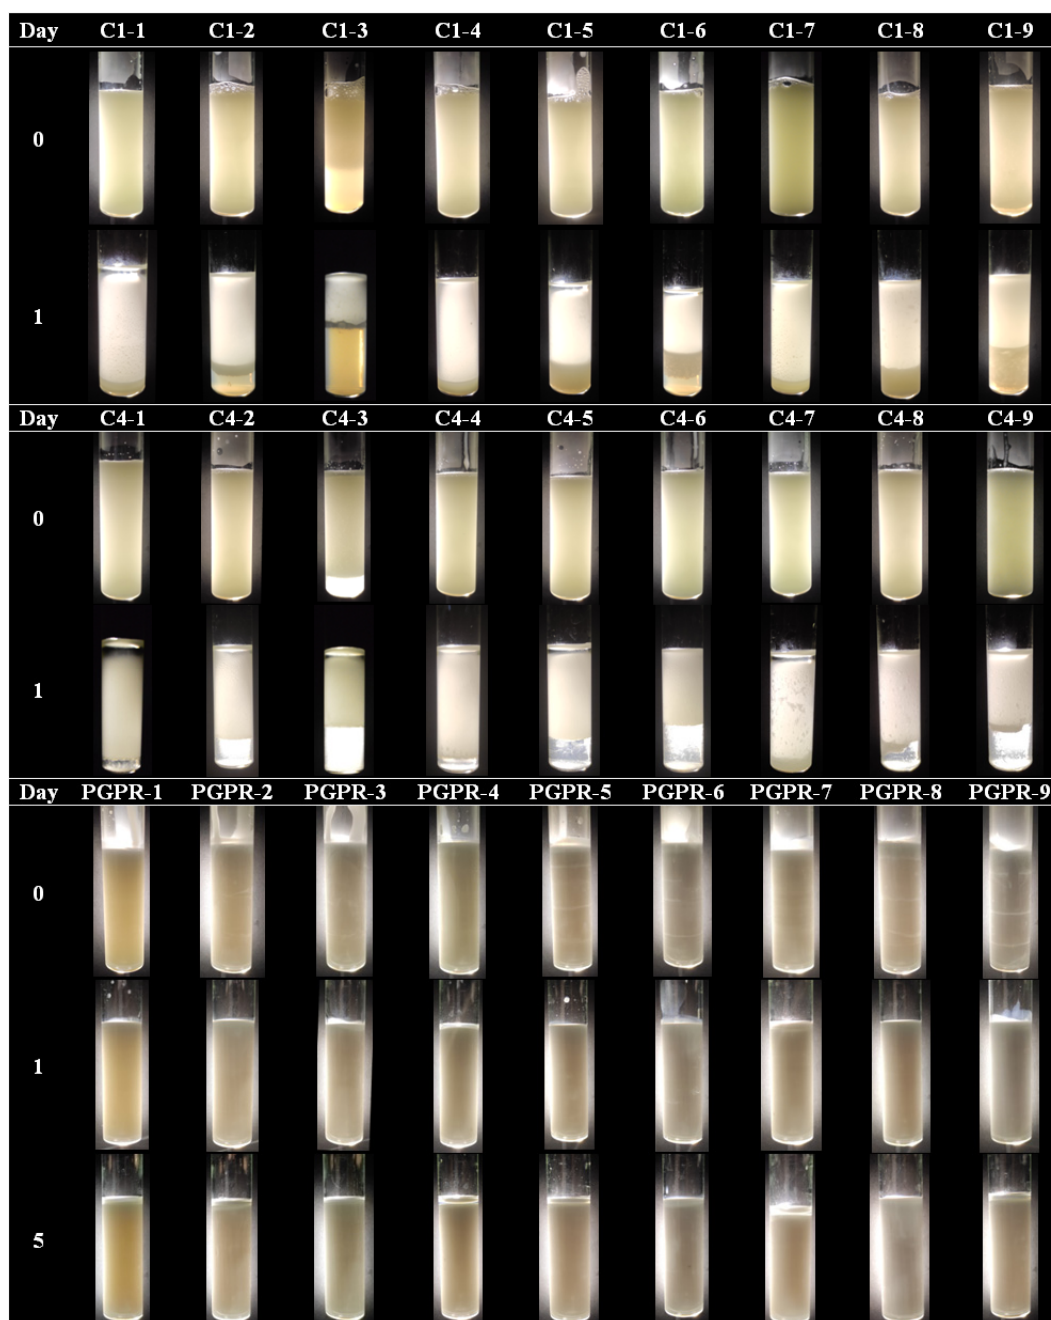 Day C1-1 C1-2 C1-3 C1-4 C1-5 C1-6 C1-7 C1-8 C1-9
0
1
Day C4-1 C4-2 C4-3 C4-4 C4-5 C4-6 C4-7 C4-8 C4-9
0
1
Day PGPR-1 PGPR-2 PGPR-3 PGPR-4 PGPR-5 PGPR-6 PGPR-7 PGPR-8 PGPR-9
0
1
5